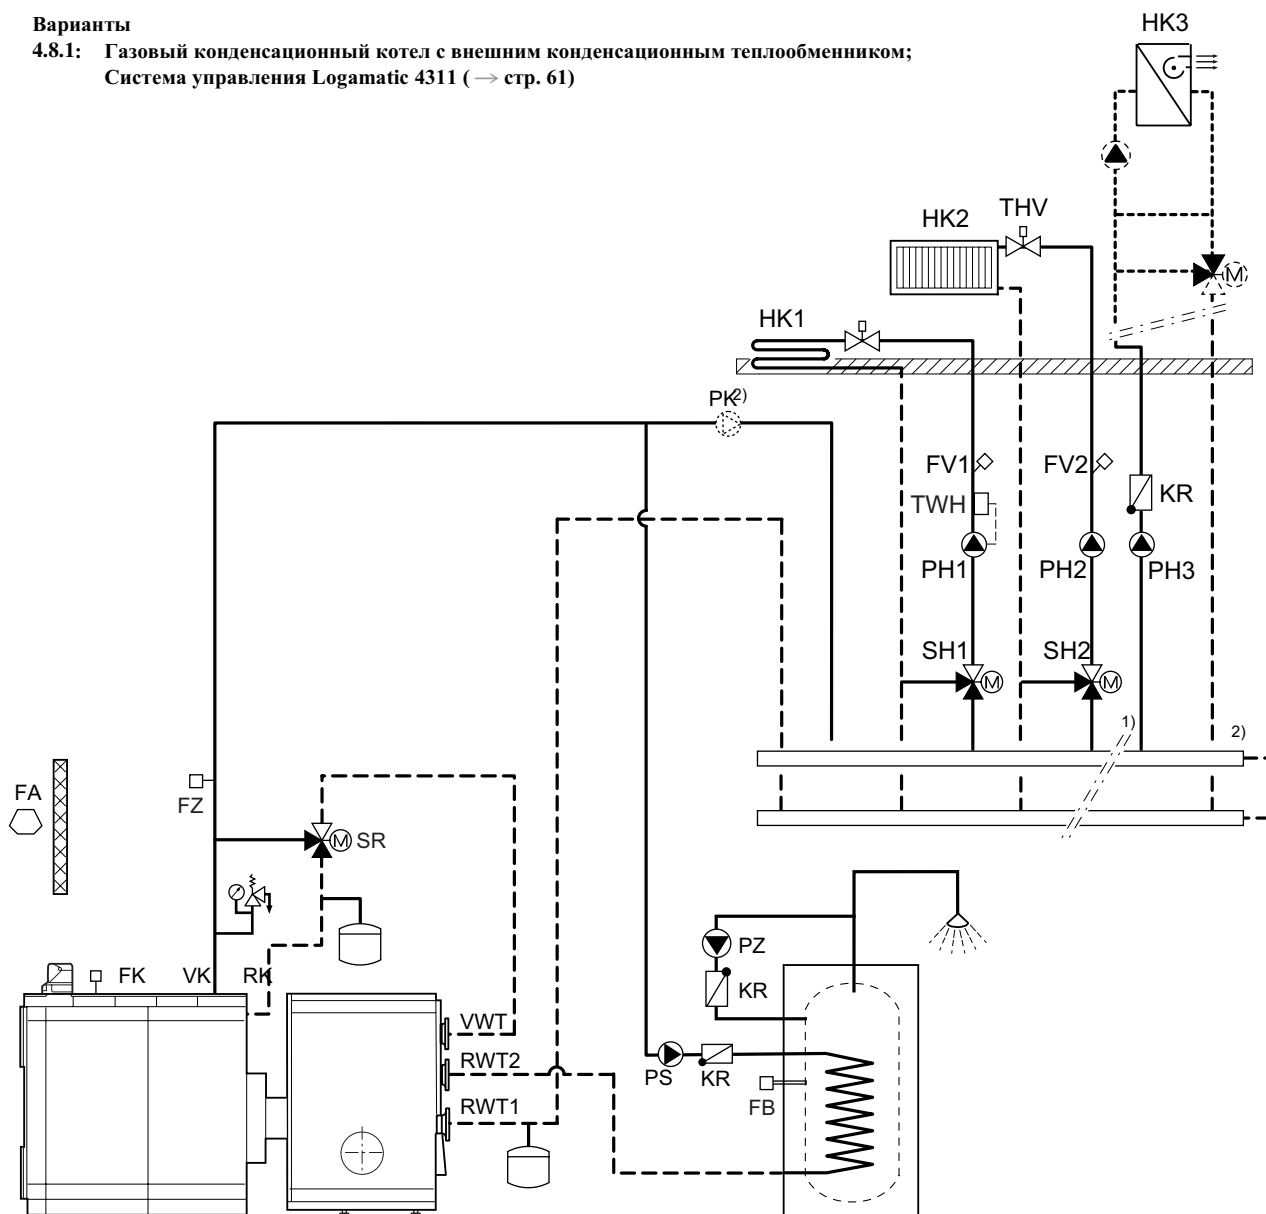 Варианты
4.8.1: Газовый конденсационный котел с внешним конденсационным теплообменником;
Система управления Logamatic 4311 ( → стр. 61)
HK3
HK2
THV
M
HK1
PK2)
FV1
FV2
KR
TWH
PH1
PH2
PH3
SH1
SH2
M
M
1)
2)
FZ
FA
M
SR
PZ
FK
VK
RK
KR
VWT
RWT2
PS
KR
RWT1
FB